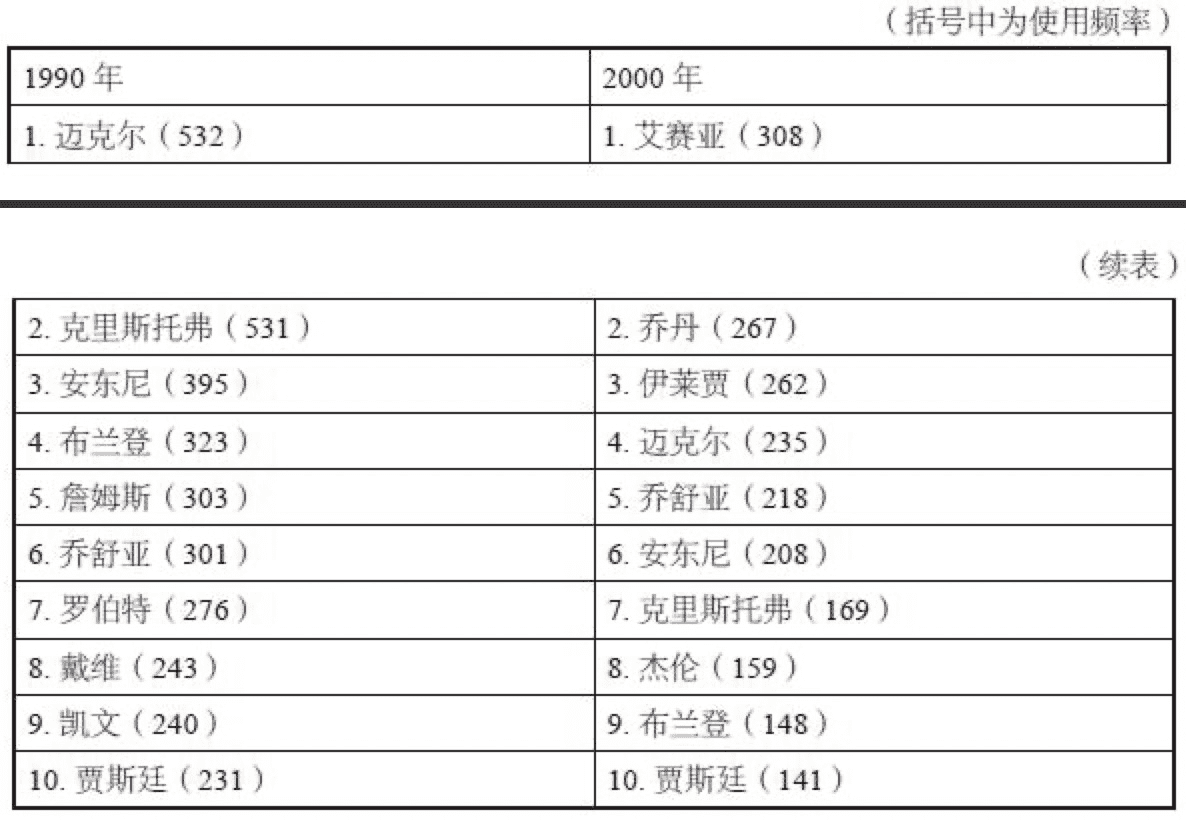 （括号中为使用频率）
1990 年 2000 年
1. 迈克尔（532） 1. 艾赛亚（308）
（续表）
2. 克里斯托弗（531） 2. 乔丹（267）
3. 安东尼（395） 3. 伊莱贾（262）
4. 布兰登（323） 4. 迈克尔（235）
5. 詹姆斯（303） 5. 乔舒亚（218）
6. 乔舒亚（301） 6. 安东尼（208）
7. 罗伯特（276） 7. 克里斯托弗（169）
8. 戴维（243） 8. 杰伦（159）
9. 凯文（240） 9. 布兰登（148）
10. 贾斯廷（231） 10. 贾斯廷（141）